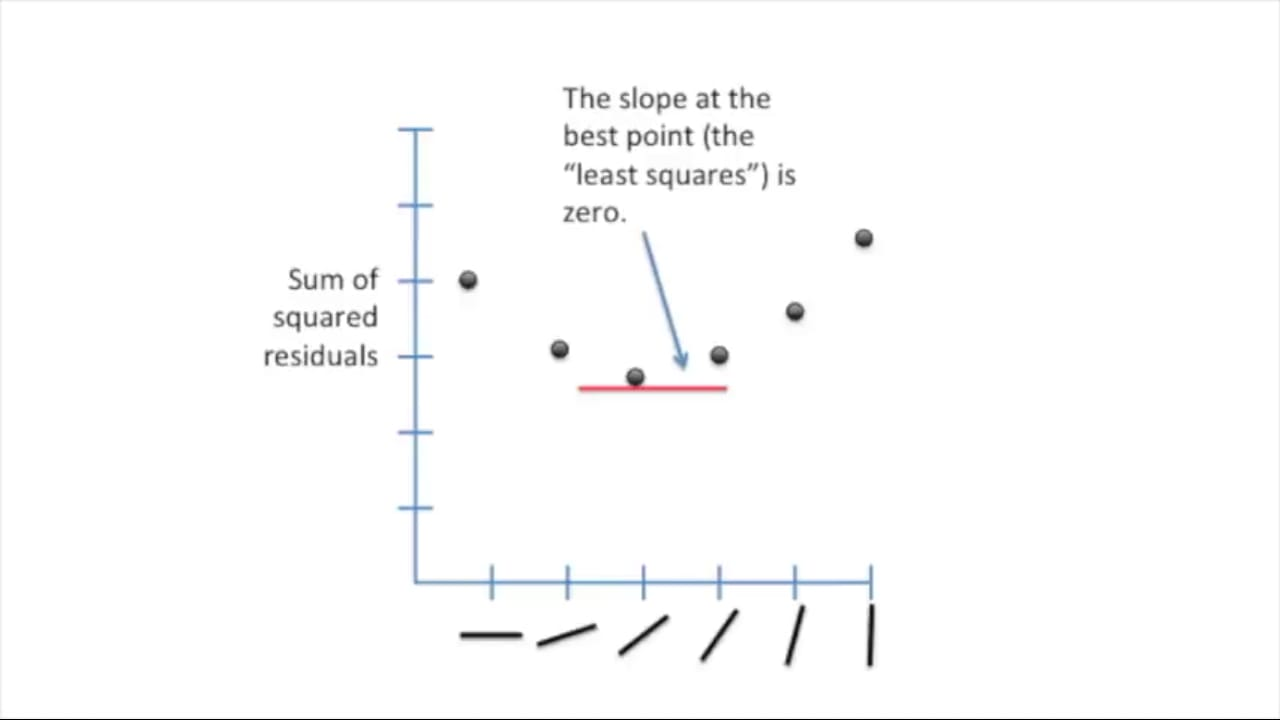 The slope at the
best point (the
“least squares”) is
zero.
Sum of
squared
residuals